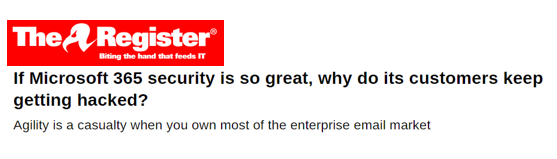 The Register®
Biting the hand that feeds IT
If Microsoft 365 security is so great, why do its customers keep
getting hacked?
Agility is a casualty when you own most of the enterprise email market